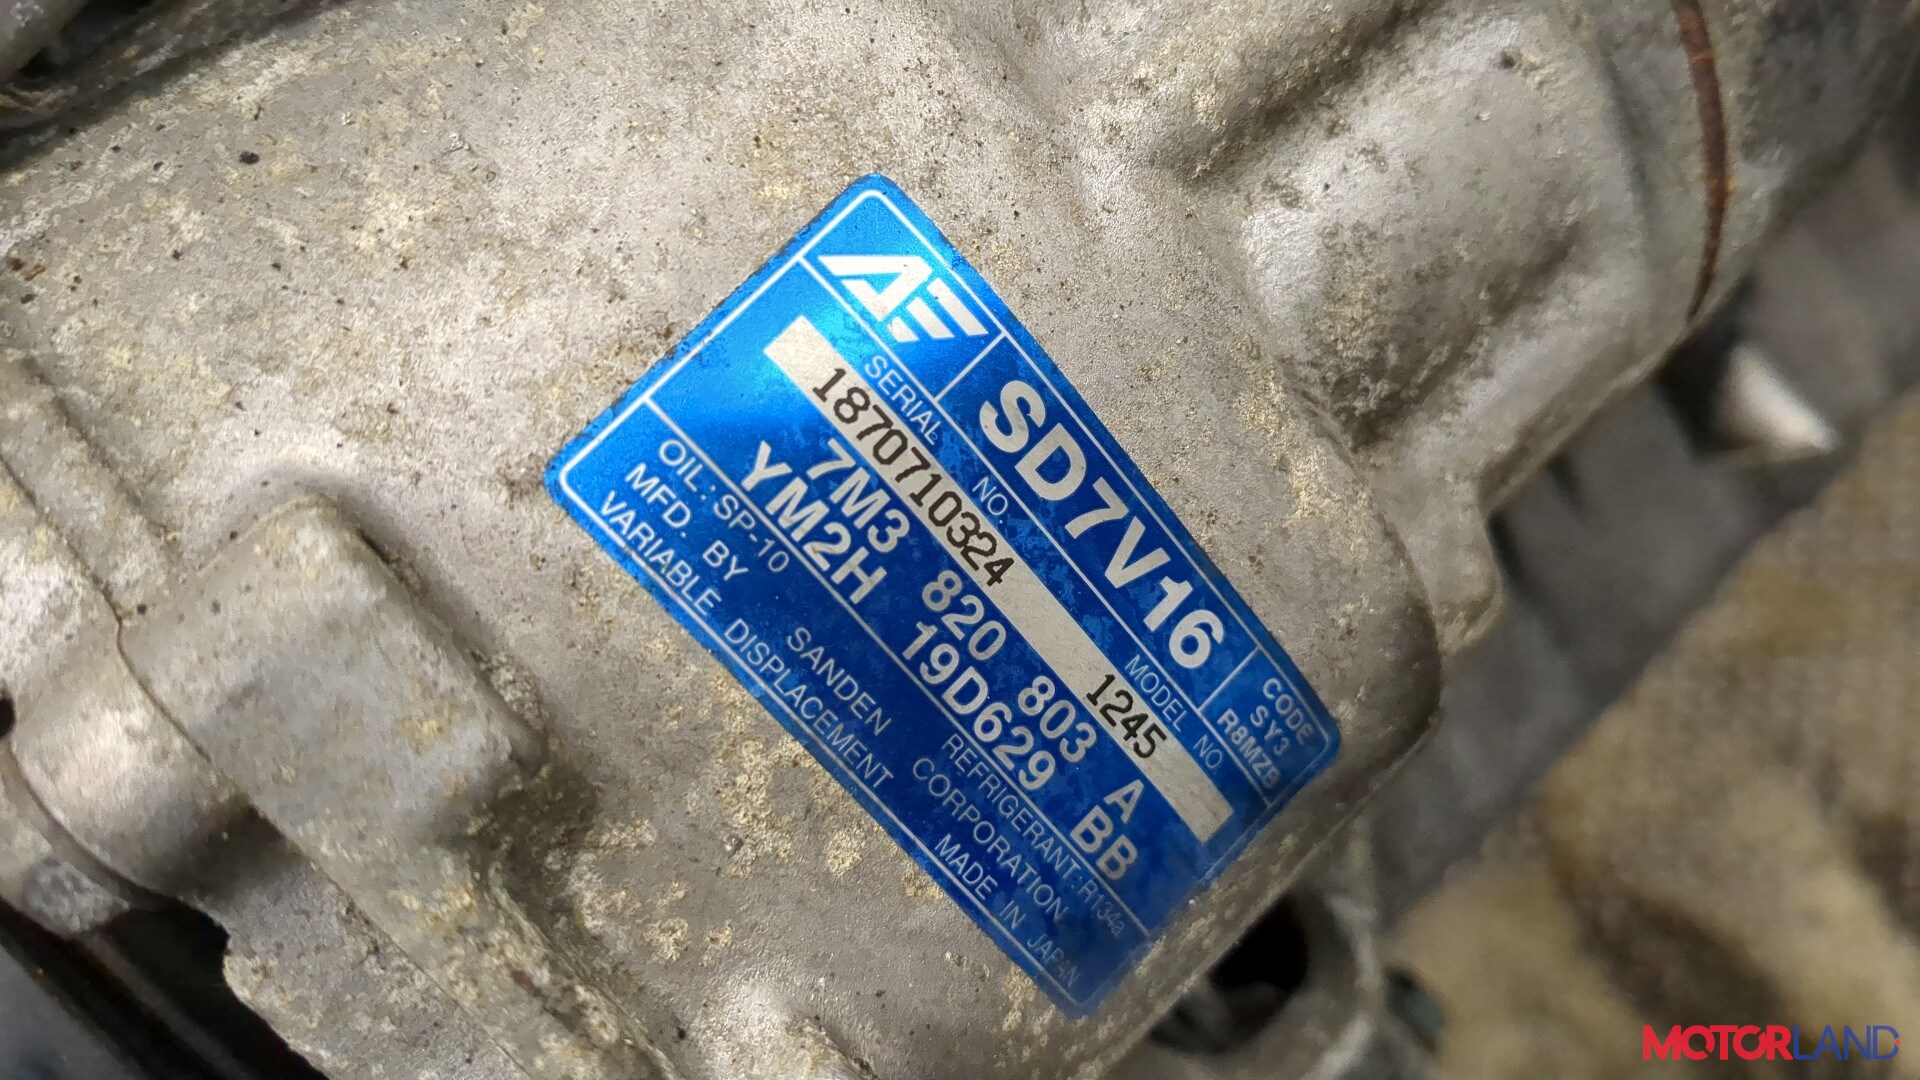 SD7V16
CODE
SY3
R8MZB
SERIAL NO. MODEL NO.
1870710324 1245
7M3 820 803 A
YM2H 19D629 BB
OIL: SP-10 REFRIGERANT: R134a
MFD. BY SANDEN CORPORATION
VARIABLE DISPLACEMENT MADE IN JAPAN
MOTORLAND